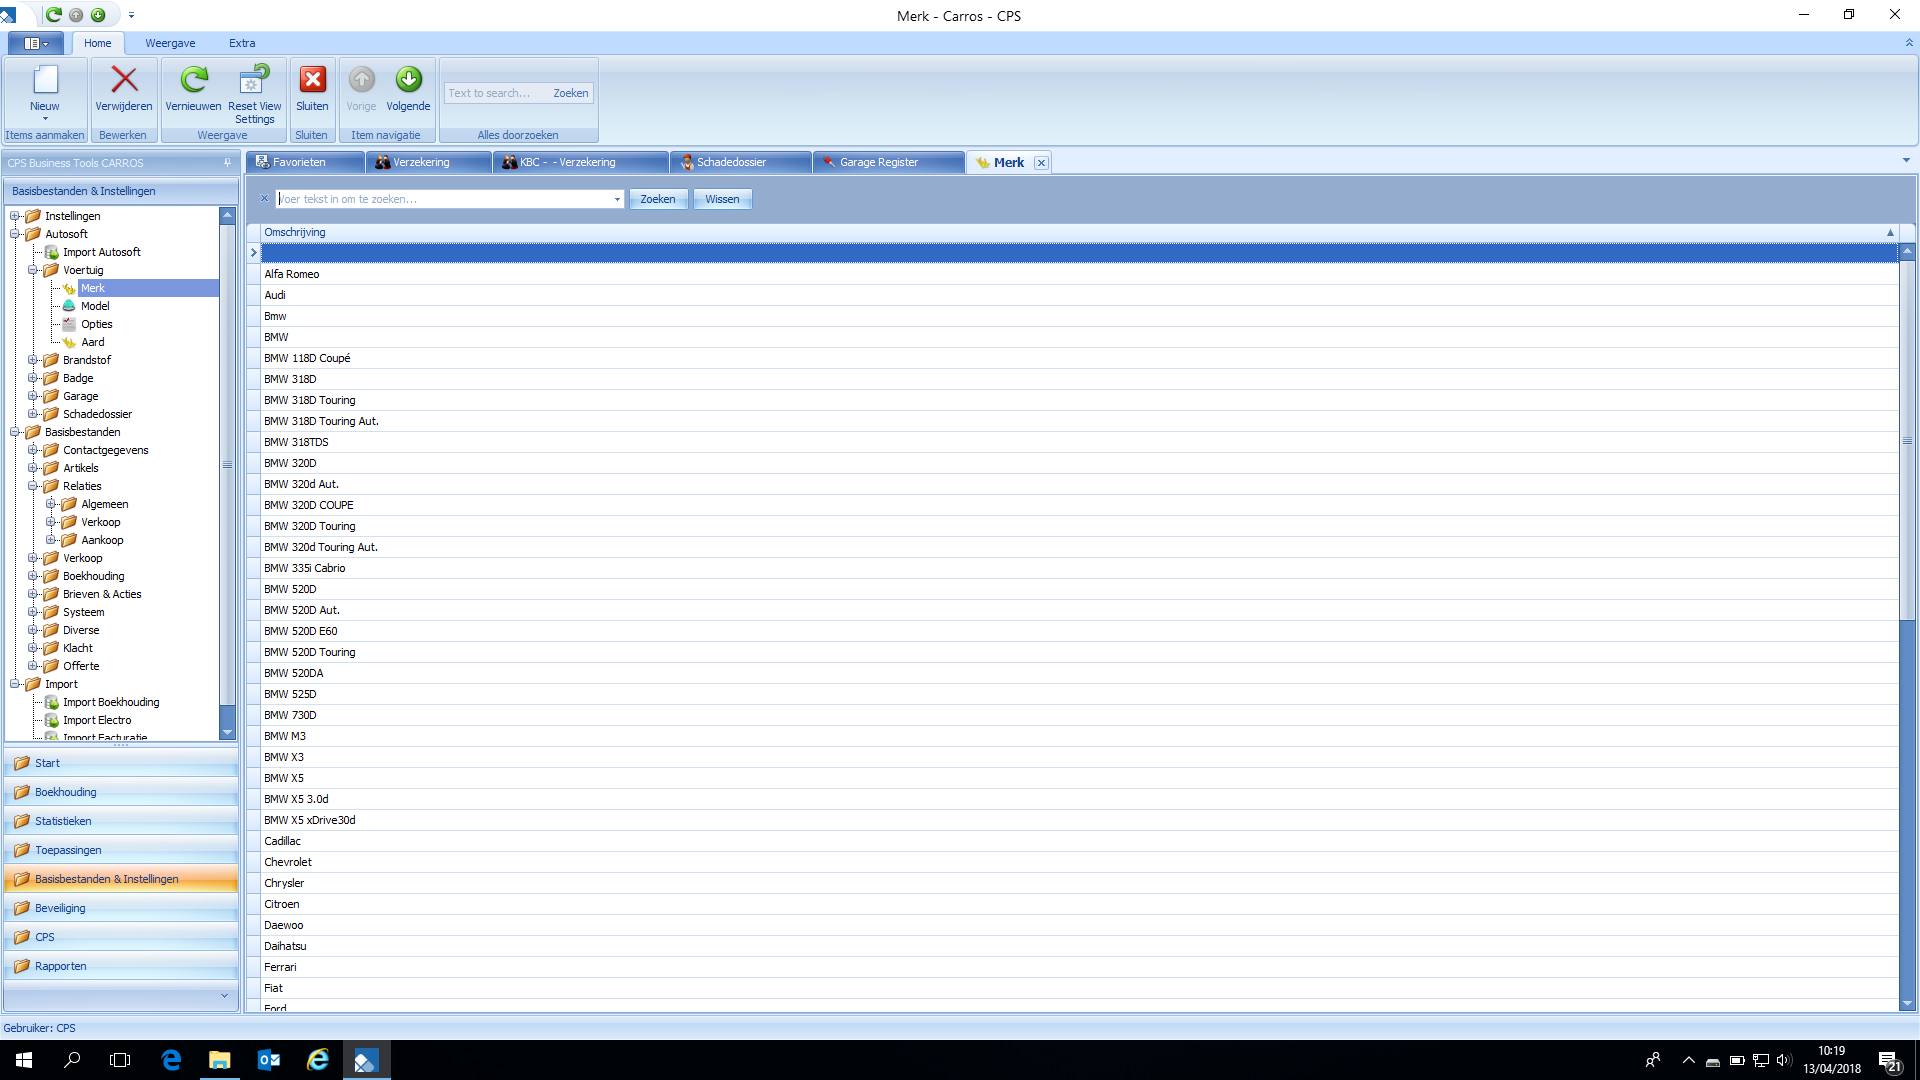 Merk - Carros - CPS
Home
Weergave
Extra
Nieuw
Verwijderen
Vernieuwen
Reset View
Settings
Sluiten
Vorige
Volgende
Text to search...
Zoeken
Items aanmaken
Bewerken
Weergave
Sluiten
Item navigatie
Alles doorzoeken
CPS Business Tools CARROS
Basisbestanden & Instellingen
Instellingen
Autosoft
Import Autosoft
Voertuig
Merk
Model
Opties
Aard
Brandstof
Badge
Garage
Schadedossier
Basisbestanden
Contactgegevens
Artikels
Relaties
Algemeen
Verkoop
Aankoop
Verkoop
Boekhouding
Brieven & Acties
Systeem
Diverse
Klacht
Offerte
Import
Import Boekhouding
Import Electro
Import Facturatie
Start
Boekhouding
Statistieken
Toepassingen
Basisbestanden & Instellingen
Beveiliging
CPS
Rapporten
Favorieten
Verzekering
KBC - - Verzekering
Schadedossier
Garage Register
Merk
Voer tekst in om te zoeken...
Zoeken
Wissen
Omschrijving
Alfa Romeo
Audi
Bmw
BMW
BMW 118D Coupé
BMW 318D
BMW 318D Touring
BMW 318D Touring Aut.
BMW 318TDS
BMW 320D
BMW 320d Aut.
BMW 320D COUPE
BMW 320D Touring
BMW 320d Touring Aut.
BMW 335i Cabrio
BMW 520D
BMW 520D Aut.
BMW 520D E60
BMW 520D Touring
BMW 520DA
BMW 525D
BMW 730D
BMW M3
BMW X3
BMW X5
BMW X5 3.0d
BMW X5 xDrive30d
Cadillac
Chevrolet
Chrysler
Citroen
Daewoo
Daihatsu
Ferrari
Fiat
Ford
Gebruiker: CPS
10:19
13/04/2018
21